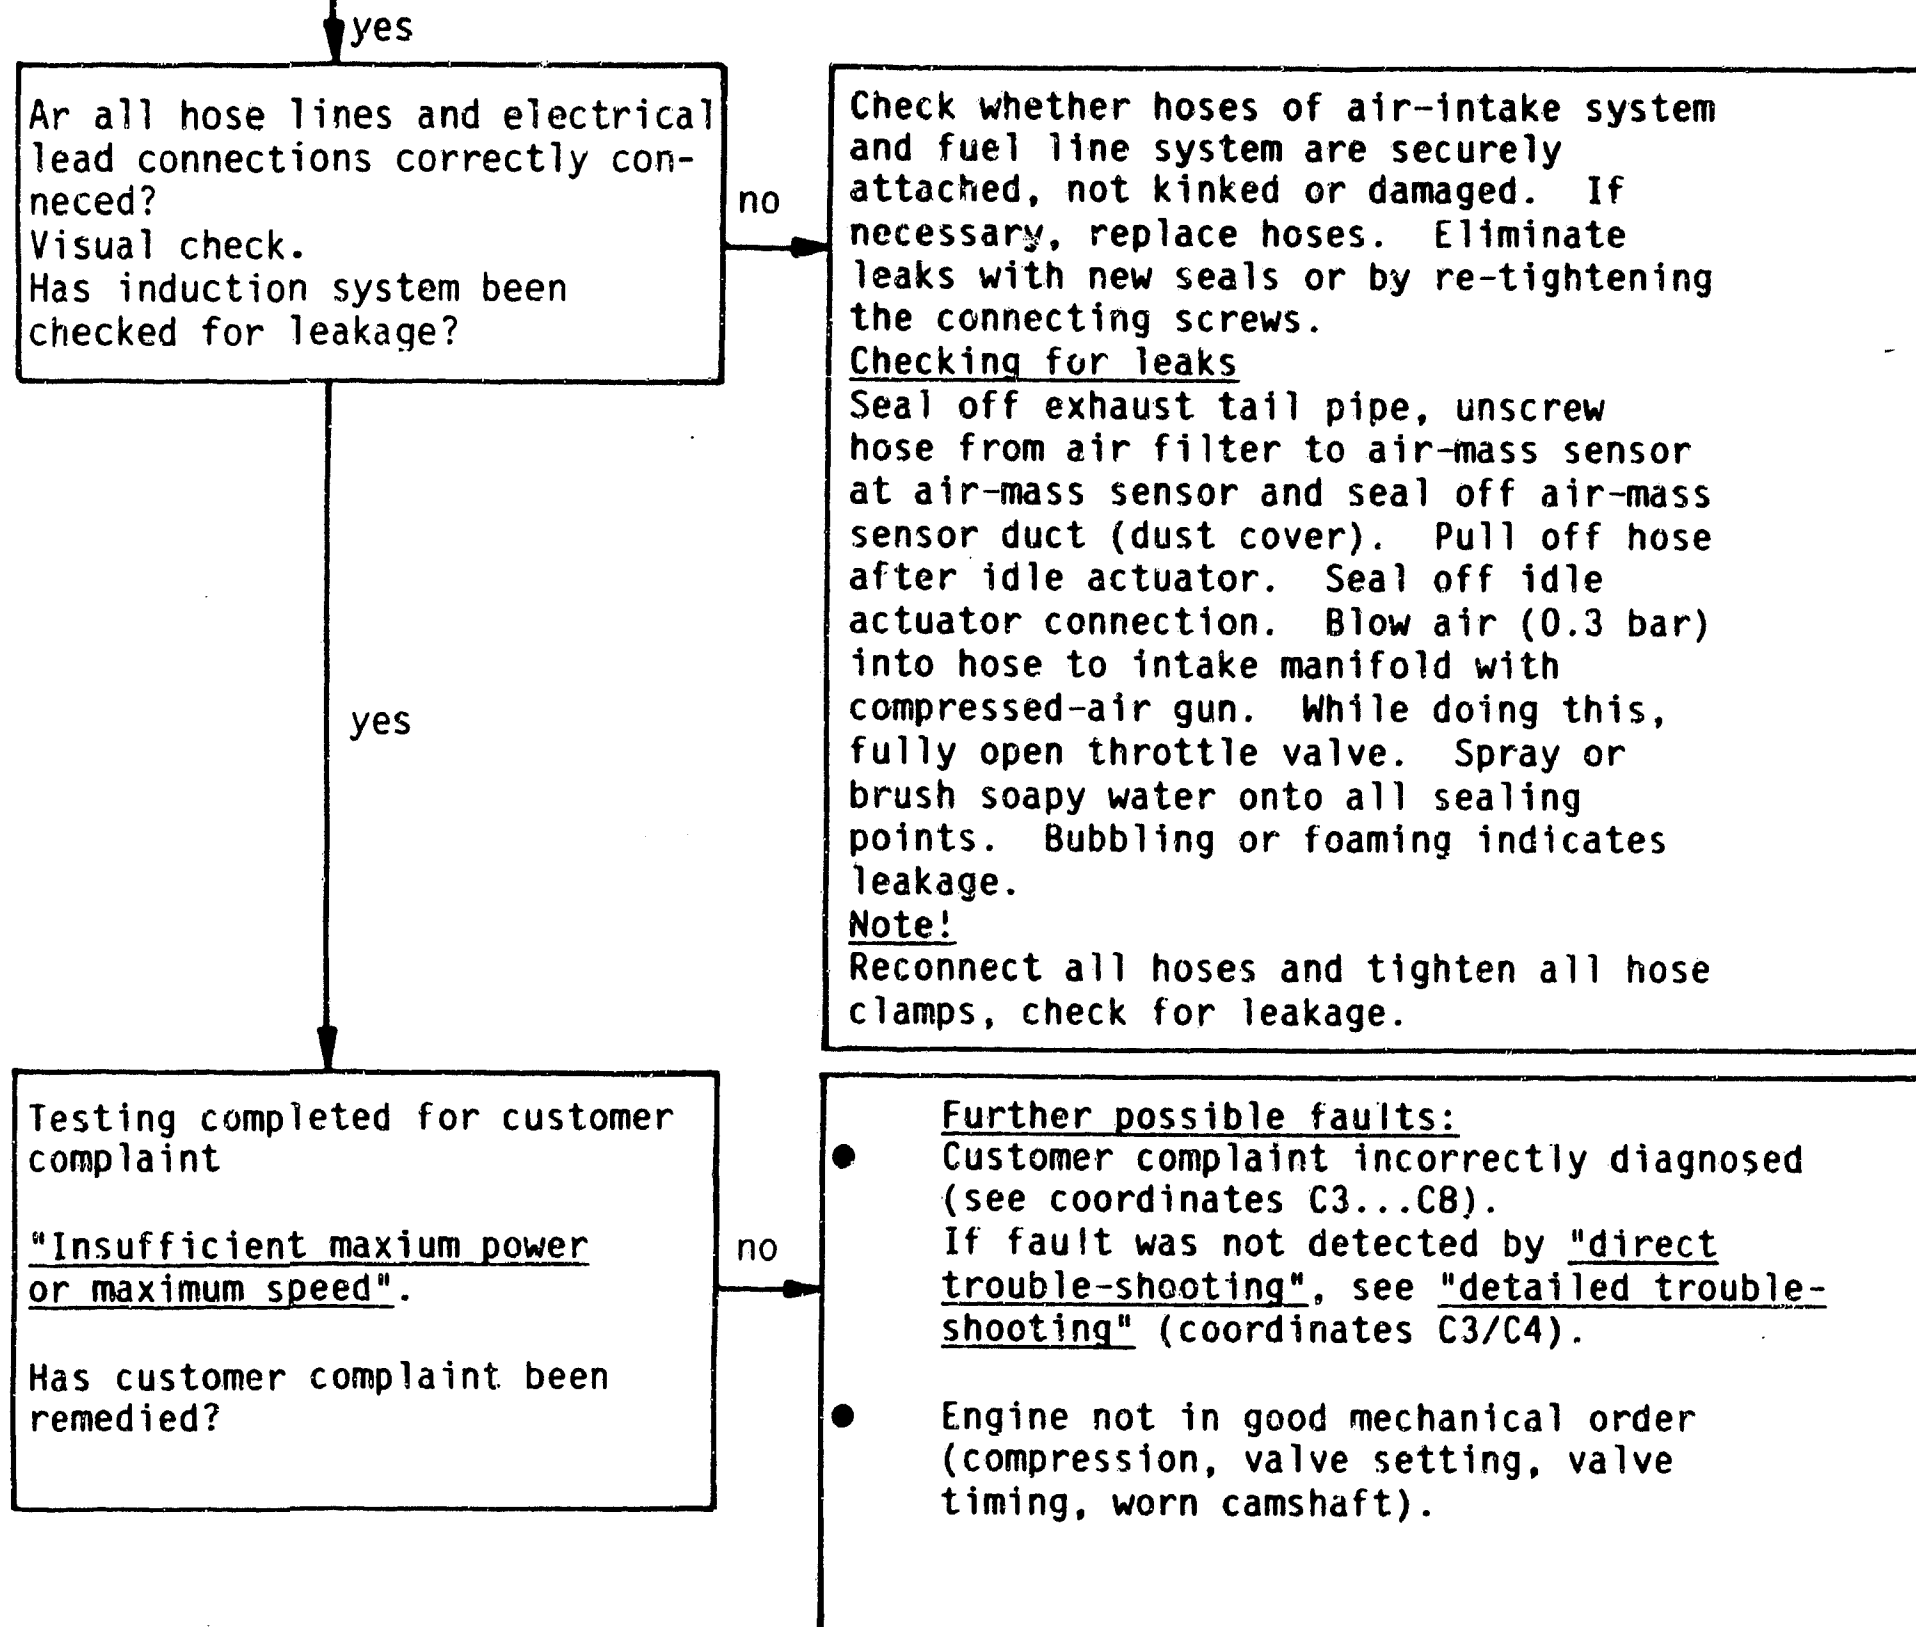 yes
Ar all hose lines and electrical
lead connections correctly con-
neced?
Visual check.
Has induction system been
checked for leakage?
no
Check whether hoses of air-intake system
and fuel line system are securely
attached, not kinked or damaged. If
necessary, replace hoses. Eliminate
leaks with new seals or by re-tightening
the connecting screws.
Checking for leaks
Seal off exhaust tail pipe, unscrew
hose from air filter to air-mass sensor
at air-mass sensor and seal off air-mass
sensor duct (dust cover). Pull off hose
after idle actuator. Seal off idle
actuator connection. Blow air (0.3 bar)
into hose to intake manifold with
compressed-air gun. While doing this,
fully open throttle valve. Spray or
brush soapy water onto all sealing
points. Bubbling or foaming indicates
leakage.
Note!
Reconnect all hoses and tighten all hose
clamps, check for leakage.
yes
Testing completed for customer
complaint
"Insufficient maxium power
or maximum speed".
Has customer complaint been
remedied?
no
Further possible faults:
● Customer complaint incorrectly diagnosed
(see coordinates C3...C8).
If fault was not detected by "direct
trouble-shooting", see "detailed trouble-
shooting" (coordinates C3/C4).
● Engine not in good mechanical order
(compression, valve setting, valve
timing, worn camshaft).